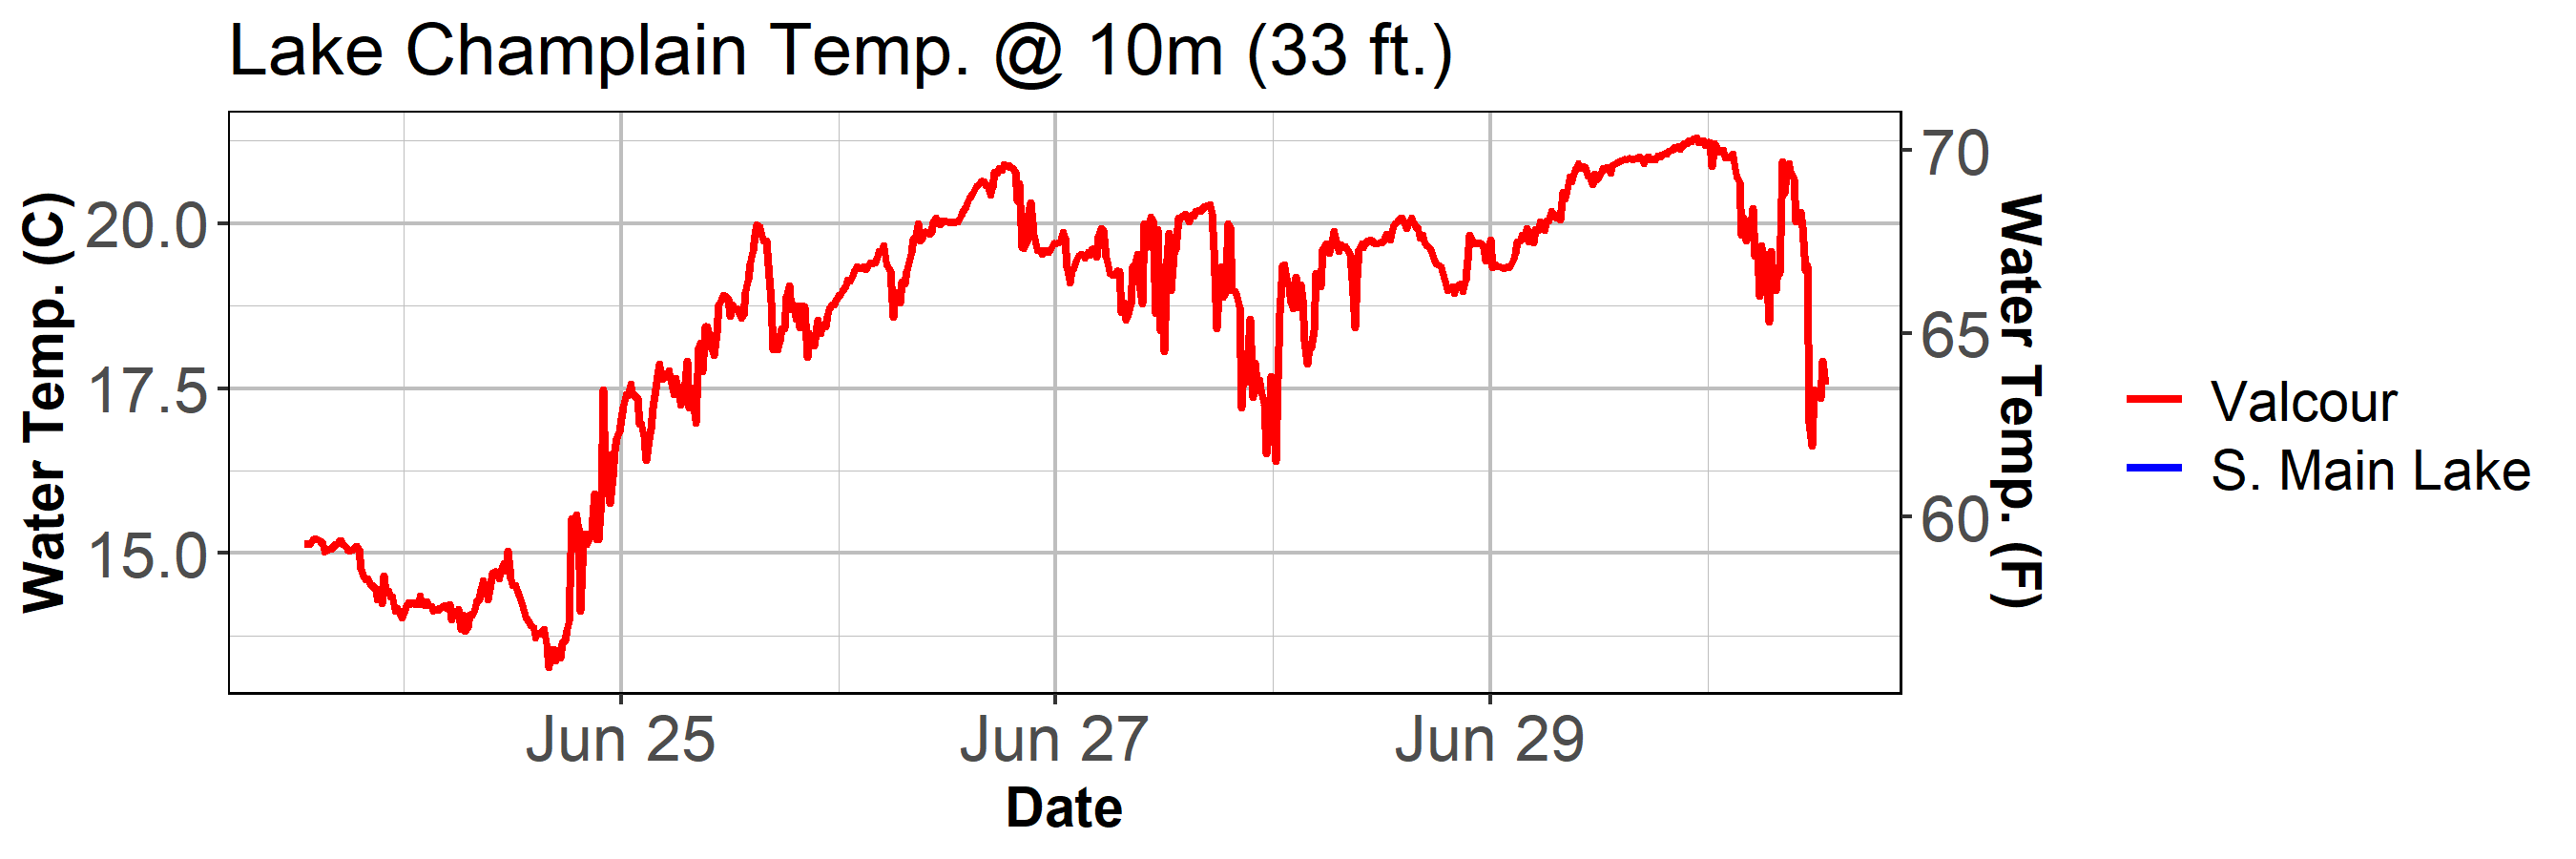 Lake Champlain Temp. @ 10m (33 ft.)
Water Temp. (C)
20.0
17.5
15.0
70
65
60
Water Temp. (F)
Jun 25
Jun 27
Jun 29
Date
Valcour
S. Main Lake